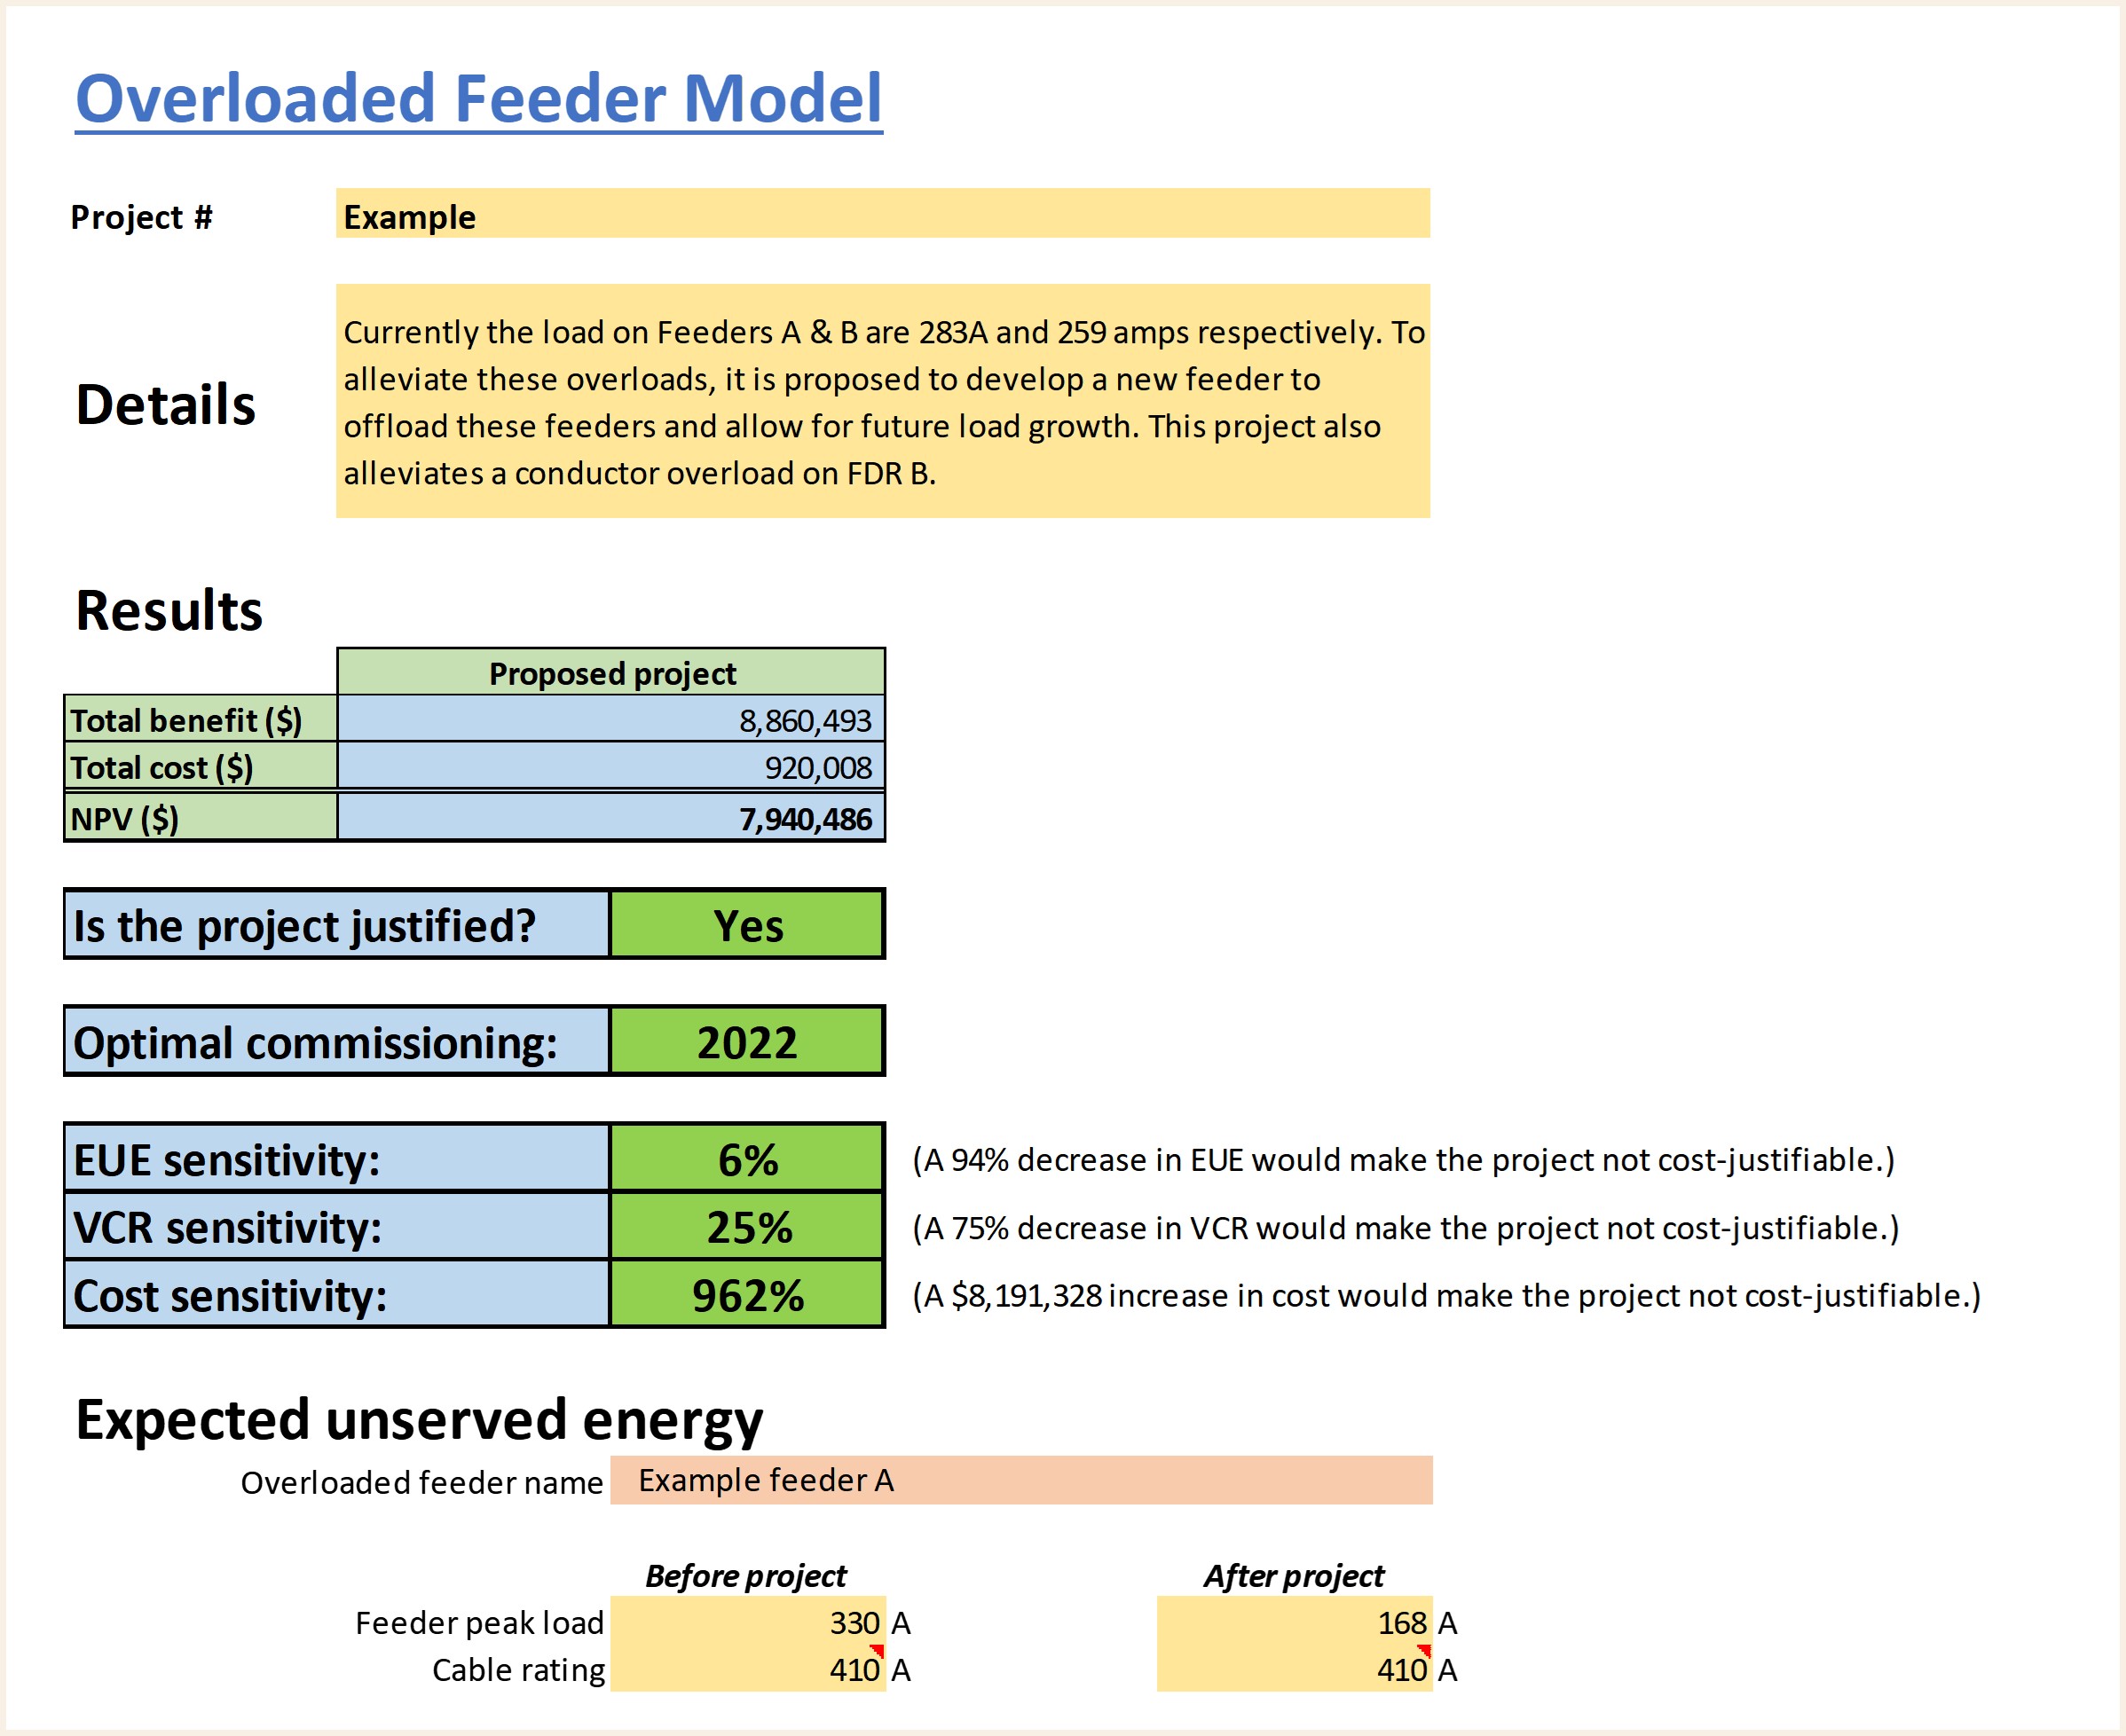 Overloaded Feeder Model
Project # Example
Details
Currently the load on Feeders A & B are 283A and 259 amps respectively. To
alleviate these overloads, it is proposed to develop a new feeder to
offload these feeders and allow for future load growth. This project also
alleviates a conductor overload on FDR B.
Results
Proposed project
Total benefit ($) 8,860,493
Total cost ($) 920,008
NPV ($) 7,940,486
Is the project justified? Yes
Optimal commissioning: 2022
EUE sensitivity: 6% (A 94% decrease in EUE would make the project not cost-justifiable.)
VCR sensitivity: 25% (A 75% decrease in VCR would make the project not cost-justifiable.)
Cost sensitivity: 962% (A $8,191,328 increase in cost would make the project not cost-justifiable.)
Expected unserved energy
Overloaded feeder name Example feeder A
Before project After project
Feeder peak load 330 A 168 A
Cable rating 410 A 410 A